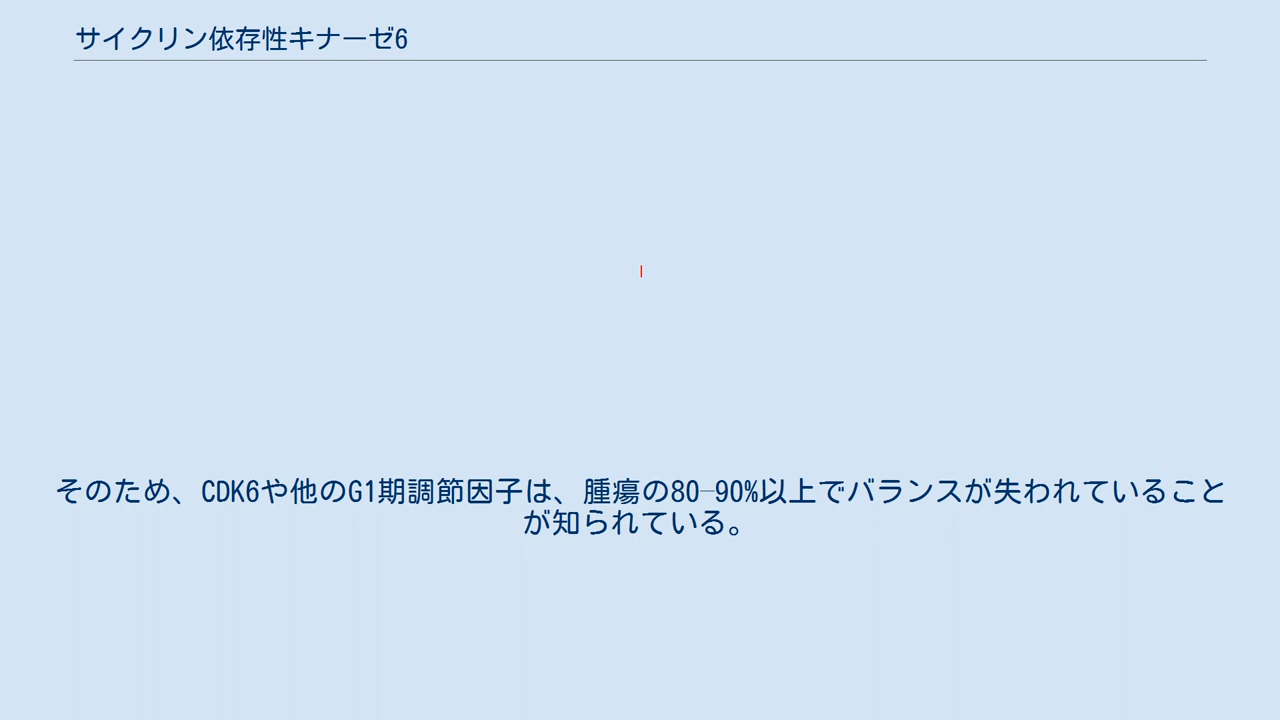 サイクリン依存性キナーゼ6
そのため、CDK6や他のG1期調節因子は、腫瘍の80–90%以上でバランスが失われていること
が知られている。